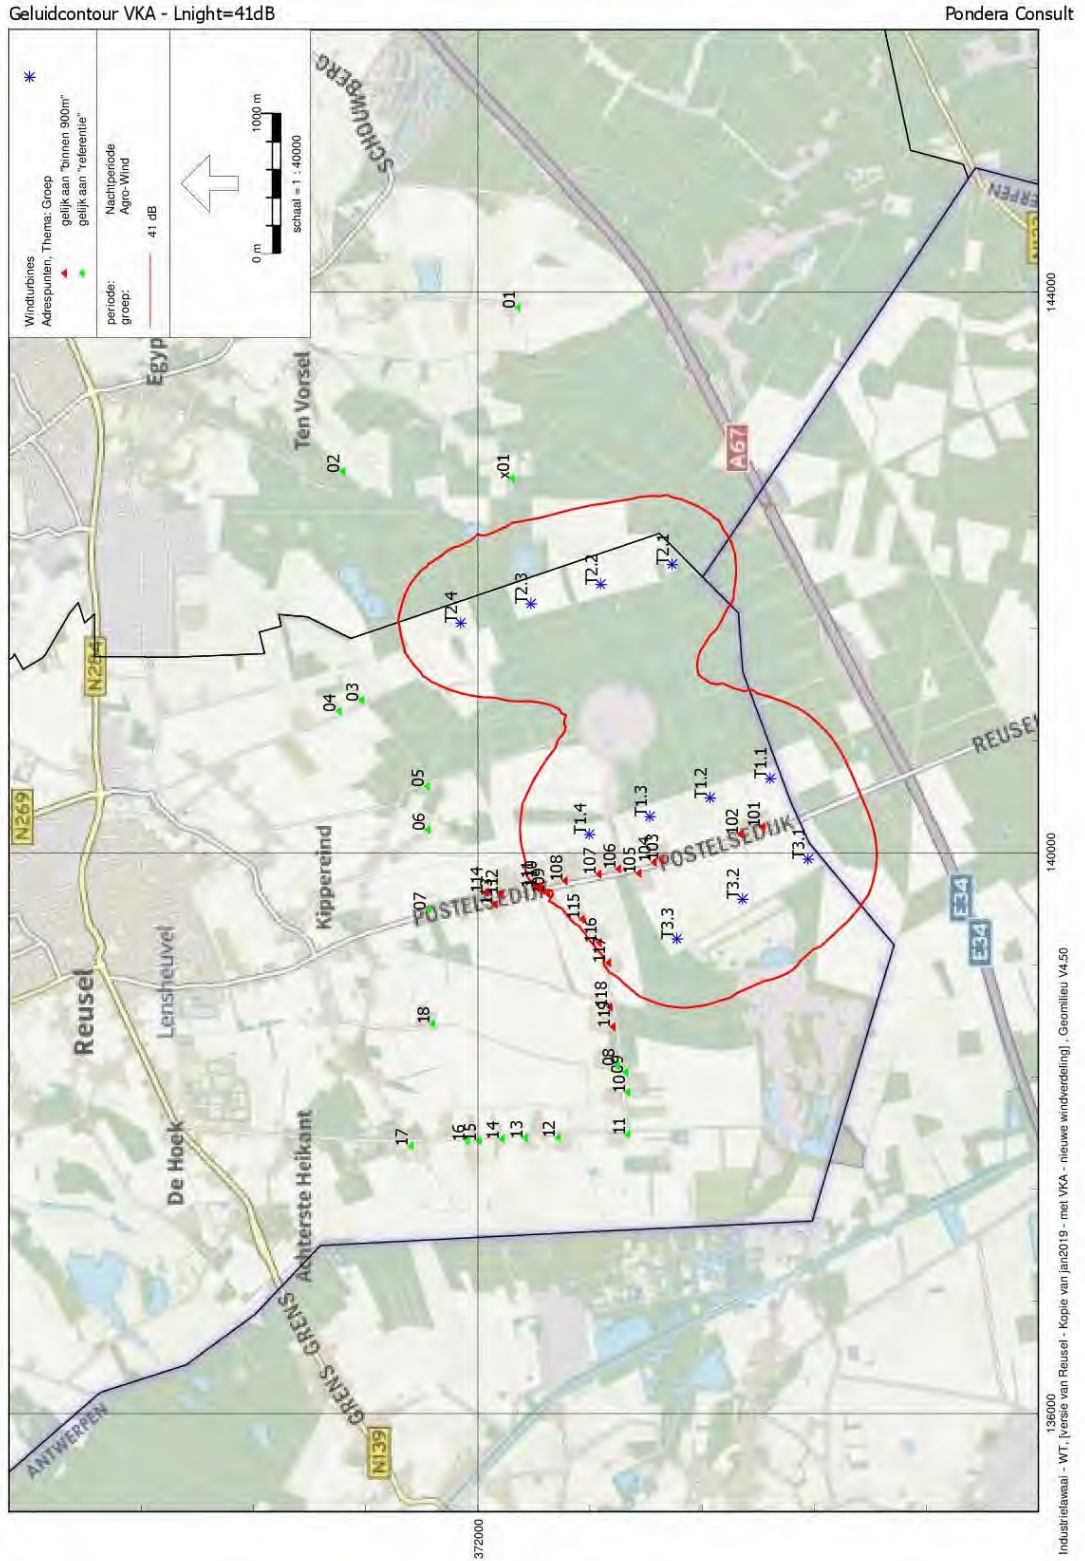 Geluidcontour VKA - Lnight=41dB
Pondera Consult
Windturbines
Adrespunten, Thema: Groep
gelijk aan "binnen 900m"
gelijk aan "referentie"
periode: Nachtperiode
groep: Agro-Wind
41 dB
0 m 1000 m
schaal = 1 : 40000
SCHOUWBERG
Egyp
Ten Vorsel
01
02
x01
N284
N269
A67
T2.1
T2.2
T2.3
T2.4
03
04
05
06
07
Kippereind
Reusel
Lensheuvel
De Hoek
Achterste Heikant
POSTELSEDIJK
POSTELSEDIJK
REUSEL
T1.1
T1.2
T1.3
T1.4
T3.1
T3.2
T3.3
101
102
103
104
105
106
107
108
112
114
115
116
117
118
119
08
09
10
11
12
13
14
15
16
17
18
E34
E34
GRENS
GRENS
N139
ANTWERPEN
ERPEN
144000
140000
136000
372000
Industrielawaai - WT, [versie van Reusel - Kopie van jan2019 - met VKA - nieuwe windverdeling] , Geomilieu V4.50